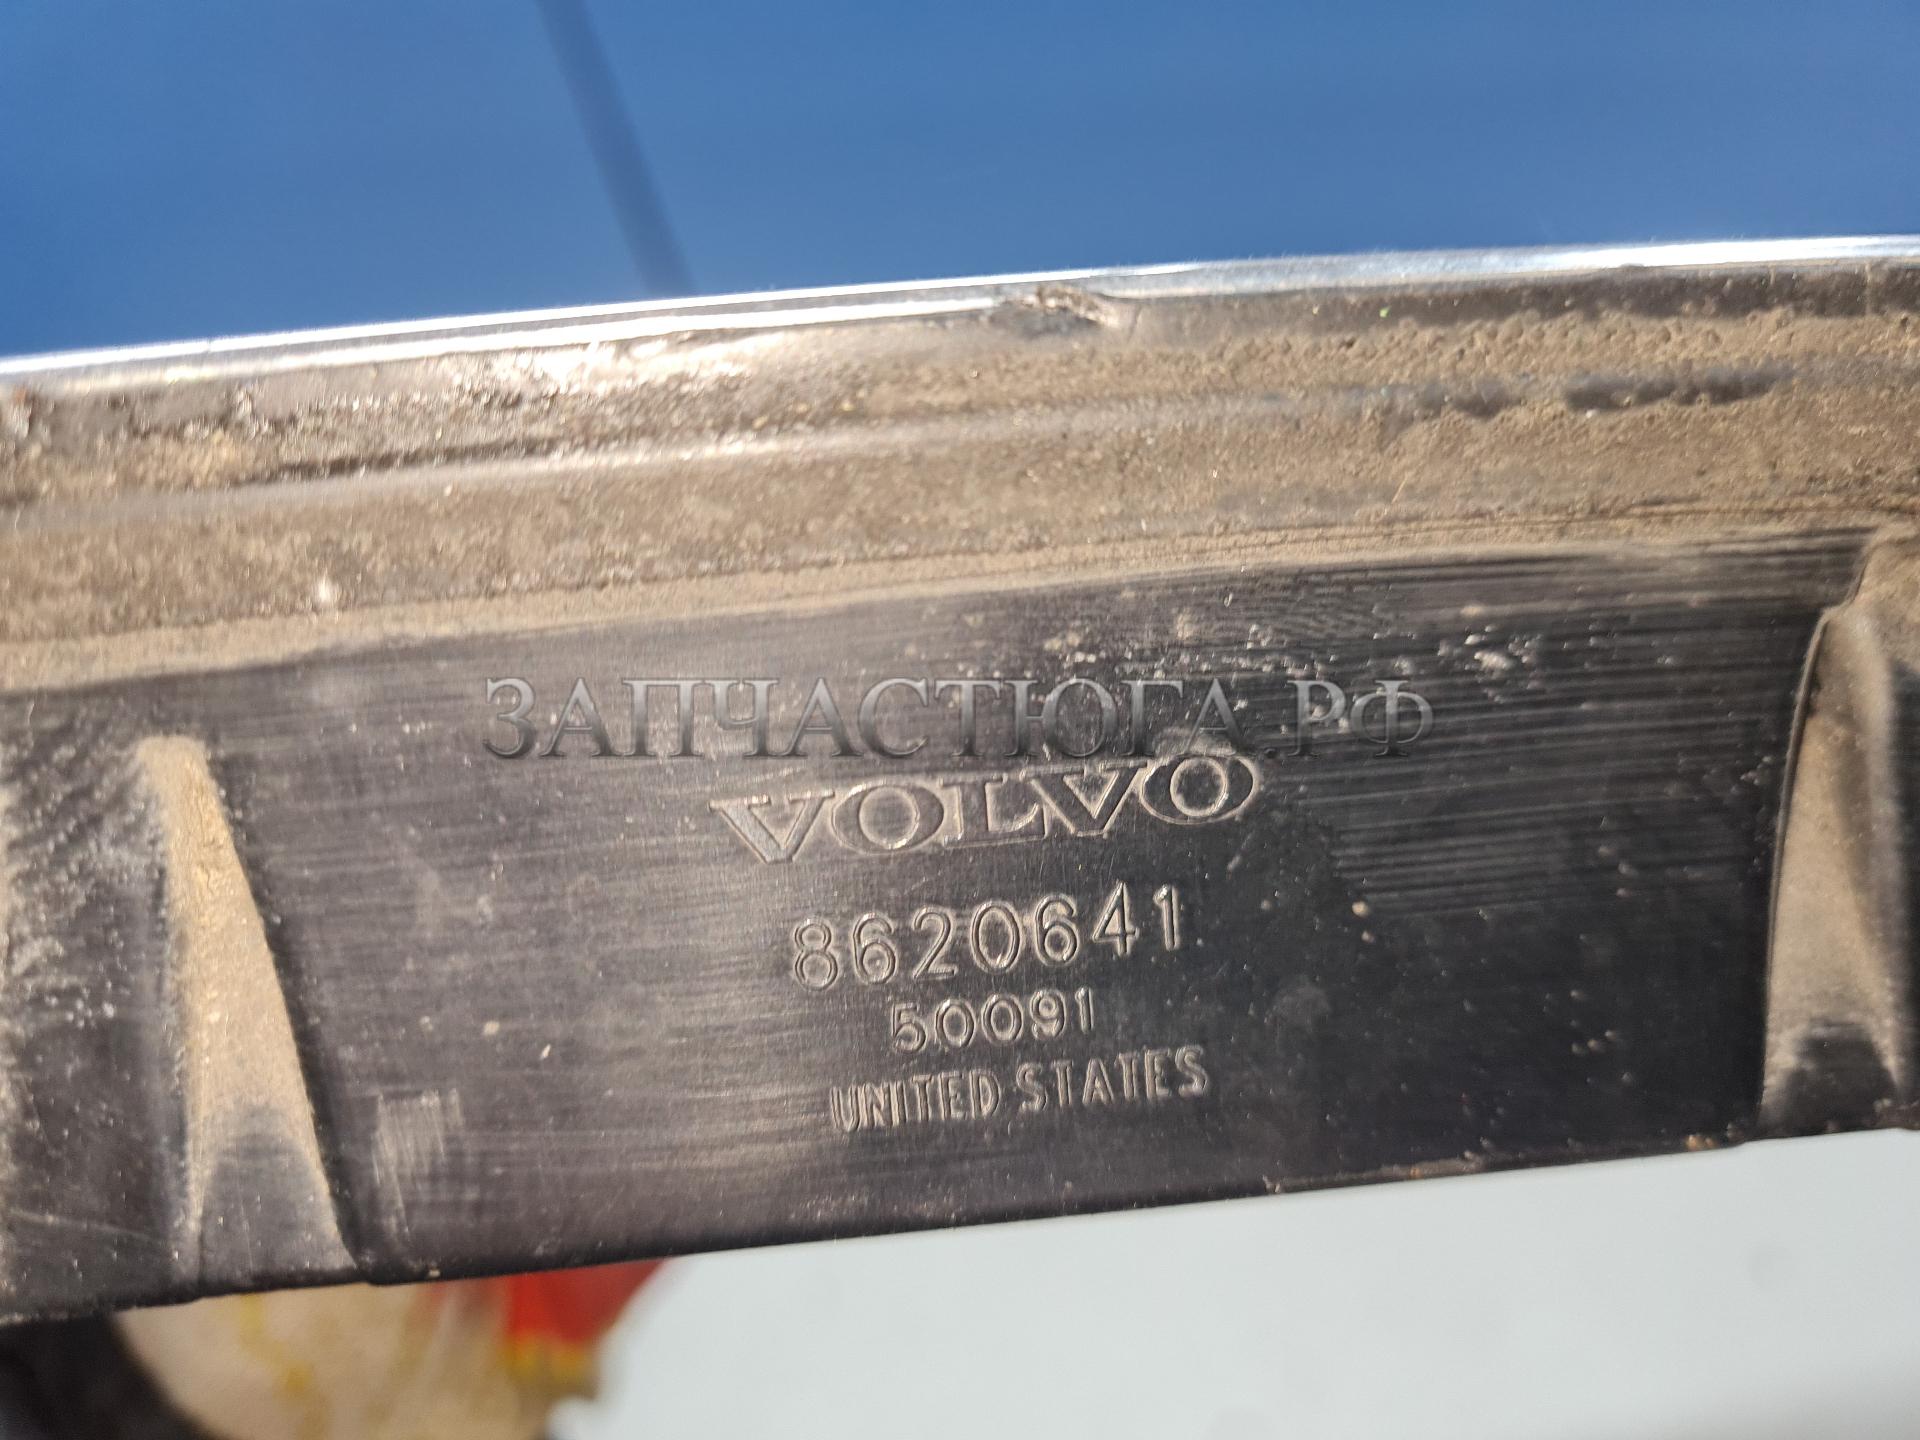 ЗАПЧАСТЮГА.РФ
VOLVO
8620641
50091
UNITED STATES